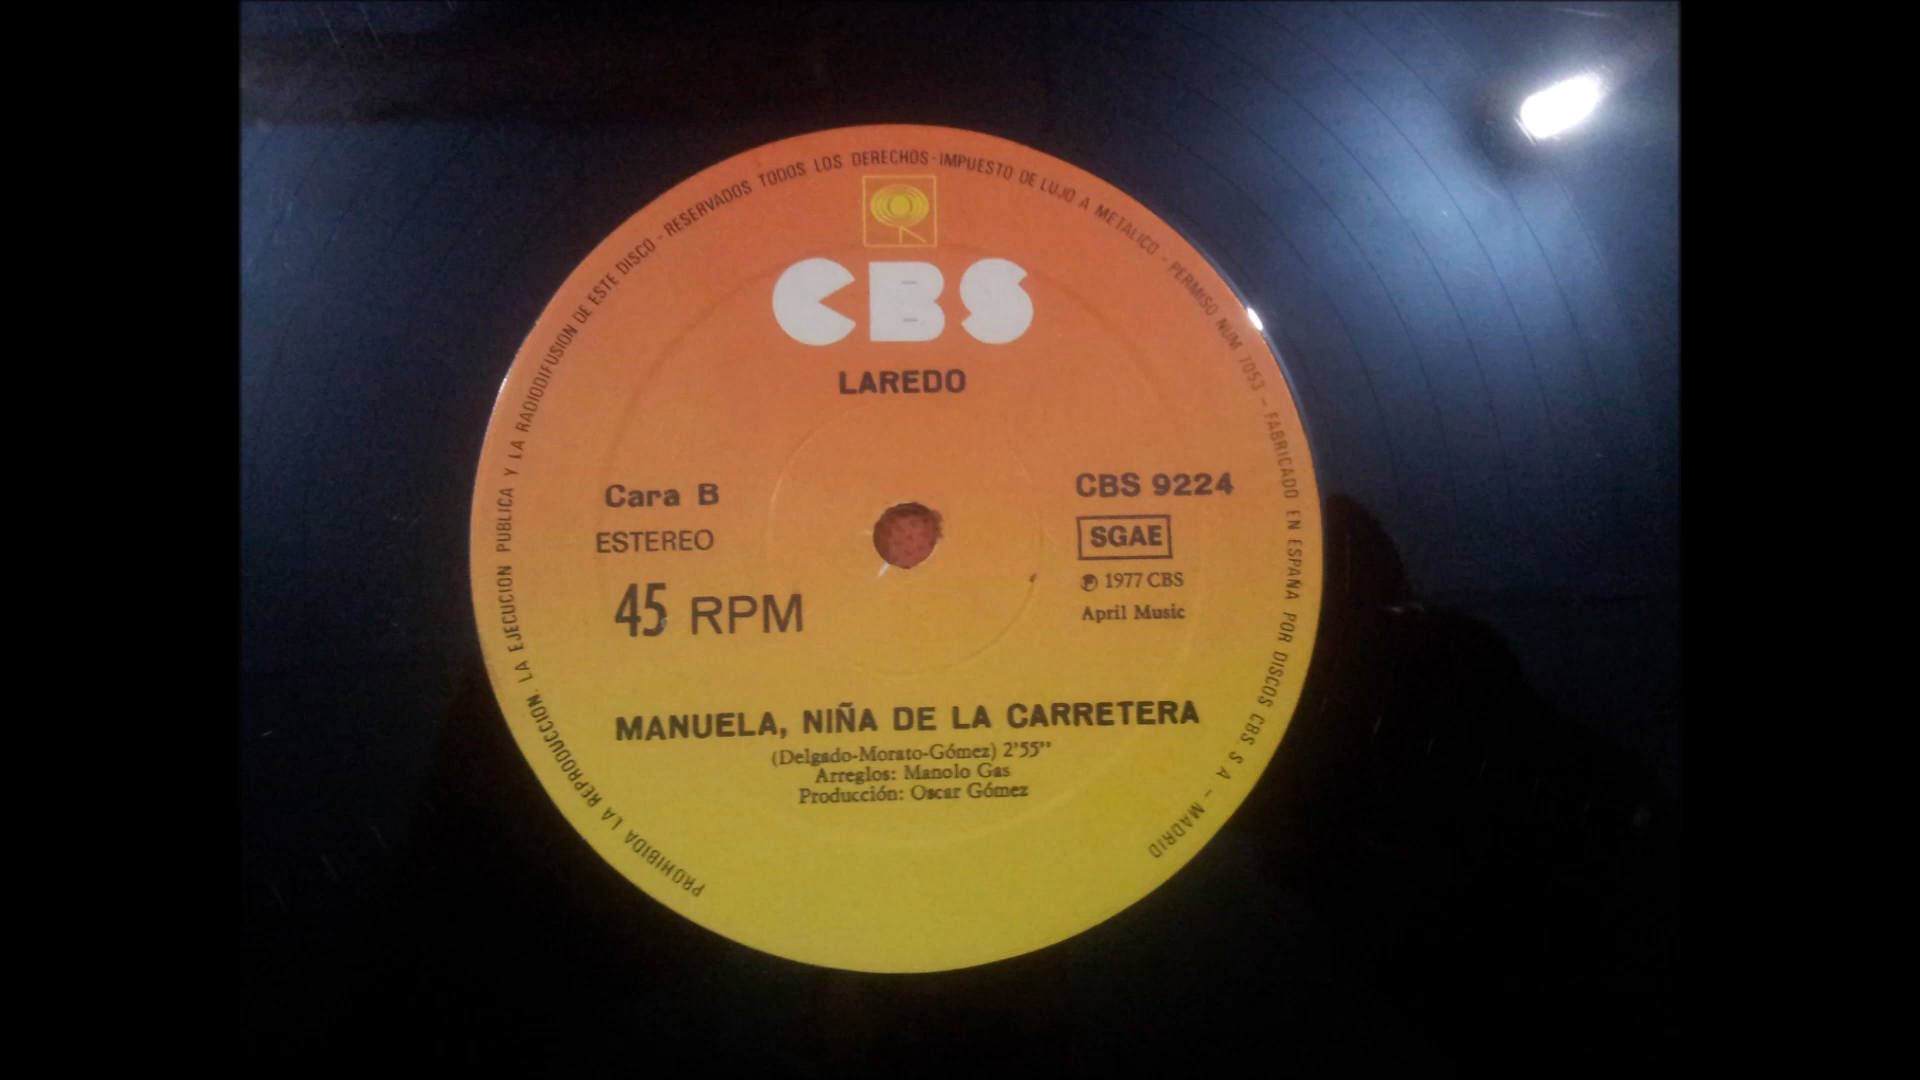 PROHIBIDA LA REPRODUCCION, LA EJECUCION PUBLICA Y LA RADIODIFUSION DE ESTE DISCO - RESERVADOS TODOS LOS DERECHOS - IMPUESTO DE LUJO A METALICO - PERMISO NUM 7053 - FABRICADO EN ESPAÑA POR DISCOS CBS S A - MADRID
CBS
LAREDO
Cara B
ESTEREO
45 RPM
CBS 9224
SGAE
℗ 1977 CBS
April Music
MANUELA, NIÑA DE LA CARRETERA
(Delgado-Morato-Gómez) 2'55"
Arreglos: Manolo Gas
Producción: Oscar Gómez